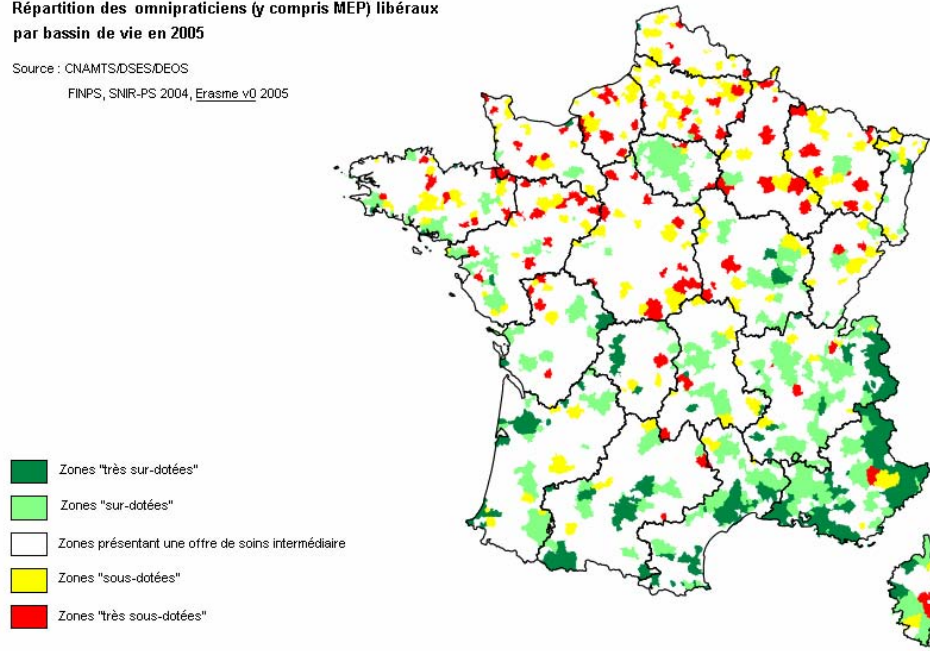 Répartition des omnipraticiens (y compris MEP) libéraux
par bassin de vie en 2005
Source : CNAMTS/DSES/DEOS
FINPS, SNIR-PS 2004, Erasme v0 2005
Zones "très sur-dotées"
Zones "sur-dotées"
Zones présentant une offre de soins intermédiaire
Zones "sous-dotées"
Zones "très sous-dotées"